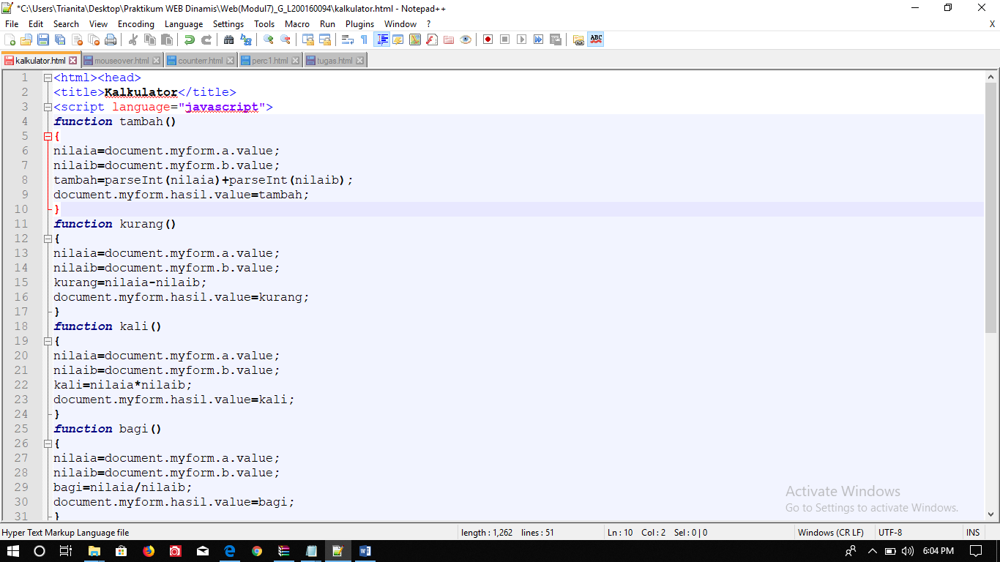 *C:\Users\Trianita\Desktop\Praktikum WEB Dinamis\Web(Modul7)_G_L200160094\kalkulator.html - Notepad++
File Edit Search View Encoding Language Settings Tools Macro Run Plugins Window ? X
kalkulator.html mouseover.html counterr.html perc1.html tugas.html
1 <html><head>
2 <title>Kalkulator</title>
3 <script language="javascript">
4 function tambah()
5 {
6 nilaia=document.myform.a.value;
7 nilaib=document.myform.b.value;
8 tambah=parseInt(nilaia)+parseInt(nilaib);
9 document.myform.hasil.value=tambah;
10 }
11 function kurang()
12 {
13 nilaia=document.myform.a.value;
14 nilaib=document.myform.b.value;
15 kurang=nilaia-nilaib;
16 document.myform.hasil.value=kurang;
17 }
18 function kali()
19 {
20 nilaia=document.myform.a.value;
21 nilaib=document.myform.b.value;
22 kali=nilaia*nilaib;
23 document.myform.hasil.value=kali;
24 }
25 function bagi()
26 {
27 nilaia=document.myform.a.value;
28 nilaib=document.myform.b.value;
29 bagi=nilaia/nilaib;
30 document.myform.hasil.value=bagi;
31 }
Activate Windows
Go to Settings to activate Windows.
Hyper Text Markup Language file length : 1,262 lines : 51 Ln : 10 Col : 2 Sel : 0 | 0 Windows (CR LF) UTF-8 INS
6:04 PM